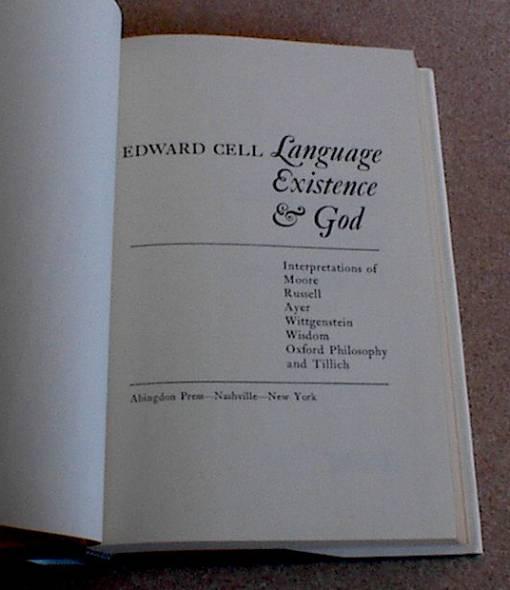 EDWARD CELL Language
Existence
& God
Interpretations of
Moore
Russell
Ayer
Wittgenstein
Wisdom
Oxford Philosophy
and Tillich
Abingdon Press—Nashville—New York